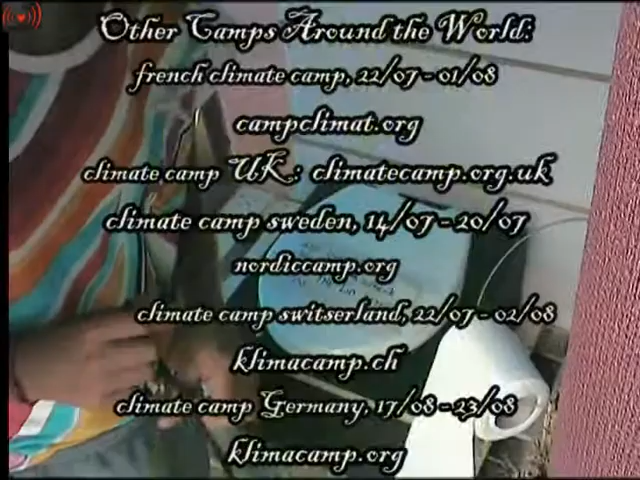 Other Camps Around the World:
french climate camp, 22/07 - 01/08
campclimat.org
climate camp UK: climatecamp.org.uk
climate camp sweden, 14/07 - 20/07
nordiccamp.org
climate camp switserland, 22/07 - 02/08
klimacamp.ch
climate camp Germany, 17/08 - 23/08
klimacamp.org